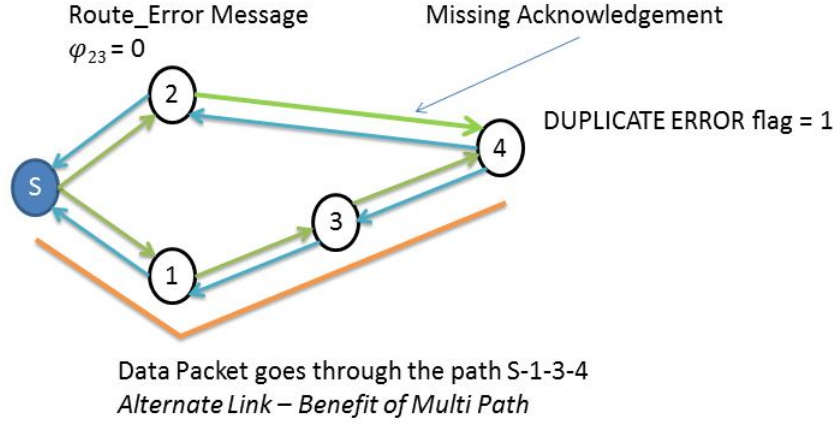 Route_Error Message
Missing Acknowledgement
𝜑₂₃ = 0
2
DUPLICATE ERROR flag = 1
4
S
3
1
Data Packet goes through the path S-1-3-4
Alternate Link – Benefit of Multi Path